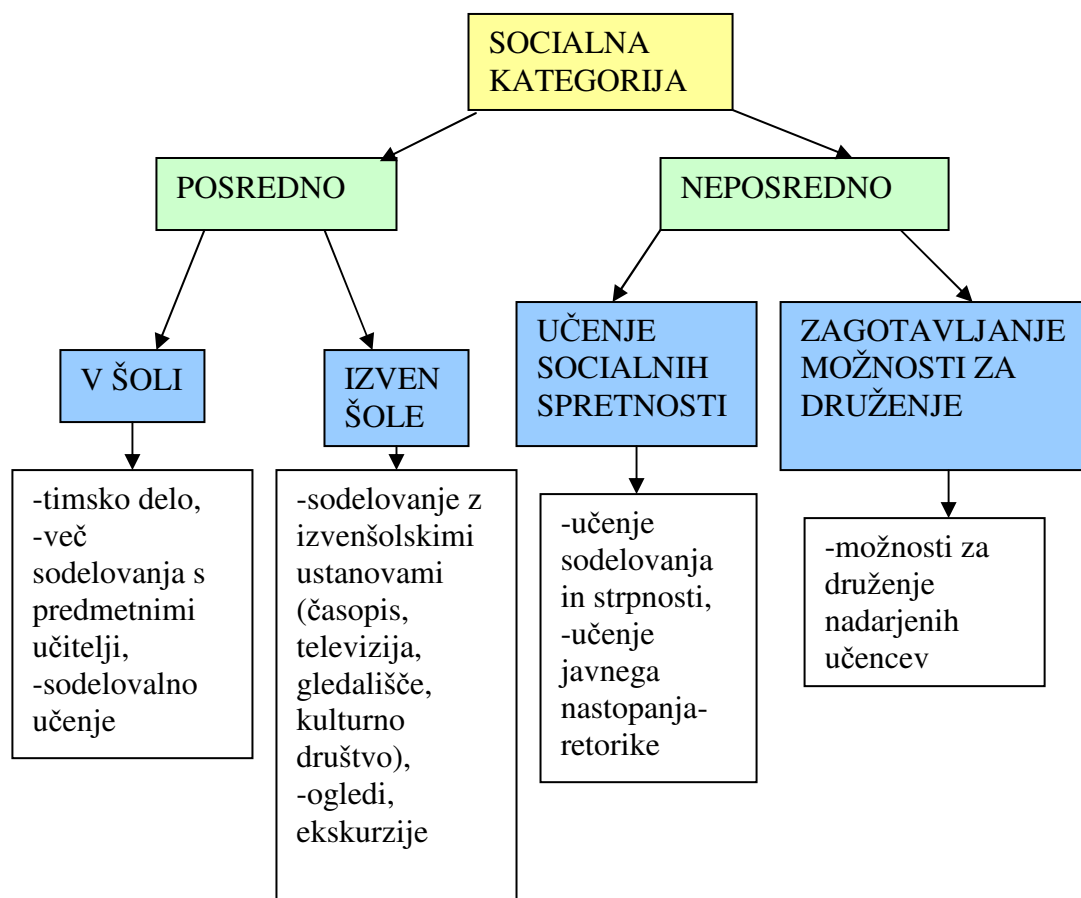 SOCIALNA
KATEGORIJA
POSREDNO
NEPOSREDNO
V ŠOLI
IZVEN
ŠOLE
UČENJE
SOCIALNIH
SPRETNOSTI
ZAGOTAVLJANJE
MOŽNOSTI ZA
DRUŽENJE
-timsko delo,
-več
sodelovanja s
predmetnimi
učitelji,
-sodelovalno
učenje
-sodelovanje z
izvenšolskimi
ustanovami
(časopis,
televizija,
gledališče,
kulturno
društvo),
-ogledi,
ekskurzije
-učenje
sodelovanja
in strpnosti,
-učenje
javnega
nastopanja-
retorike
-možnosti za
druženje
nadarjenih
učencev